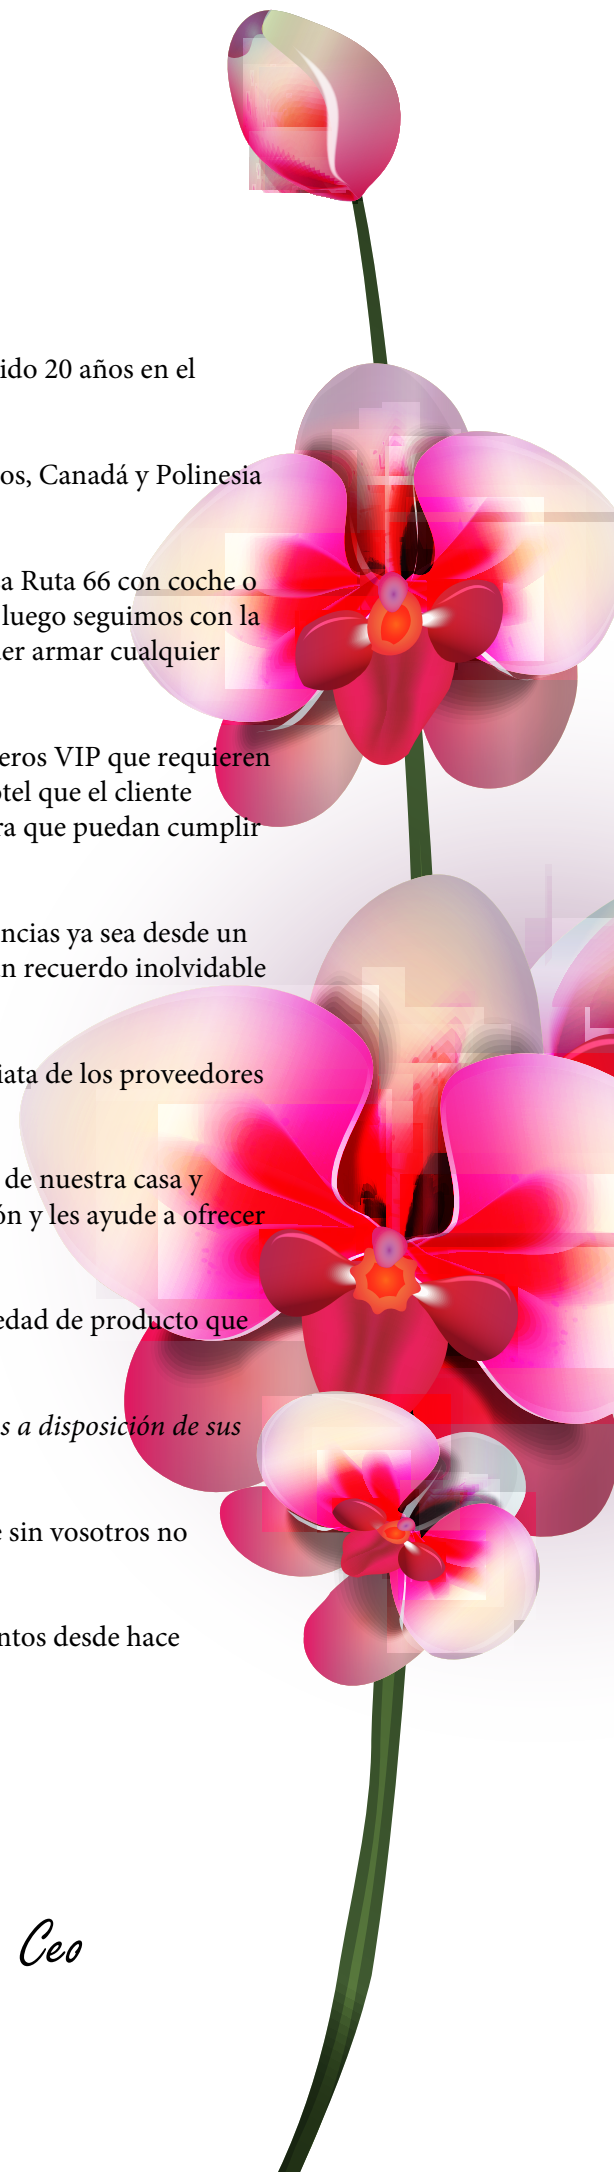 ido 20 años en el
os, Canadá y Polinesia
a Ruta 66 con coche o
luego seguimos con la
er armar cualquier
eros VIP que requieren
otel que el cliente
ra que puedan cumplir
ncias ya sea desde un
n recuerdo inolvidable
iata de los proveedores
de nuestra casa y
ón y les ayude a ofrecer
edad de producto que
s a disposición de sus
e sin vosotros no
ntos desde hace
Ceo